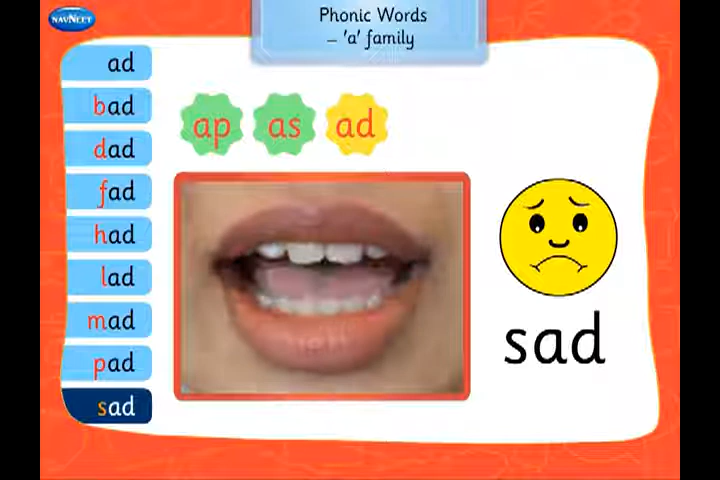 NAVNEET
Phonic Words
– 'a' family
ad
bad
dad
fad
had
lad
mad
pad
sad
ap as ad
sad